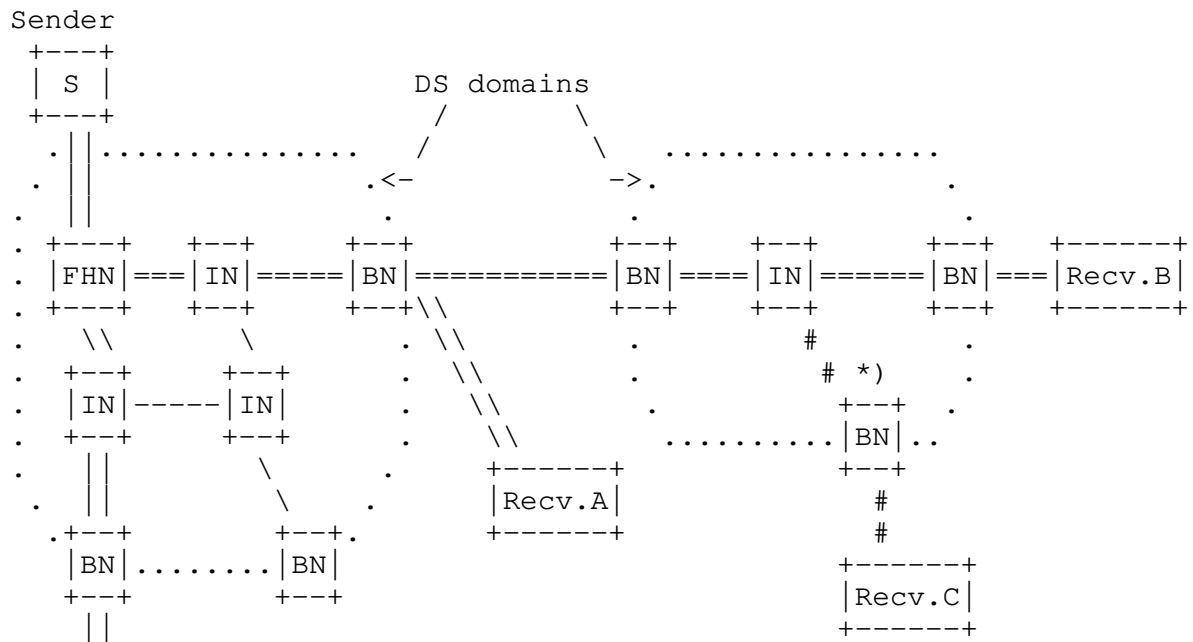 Sender
S
DS domains
FHN IN BN BN IN BN Recv.B
*)
IN IN
BN
Recv.A
BN BN
Recv.C